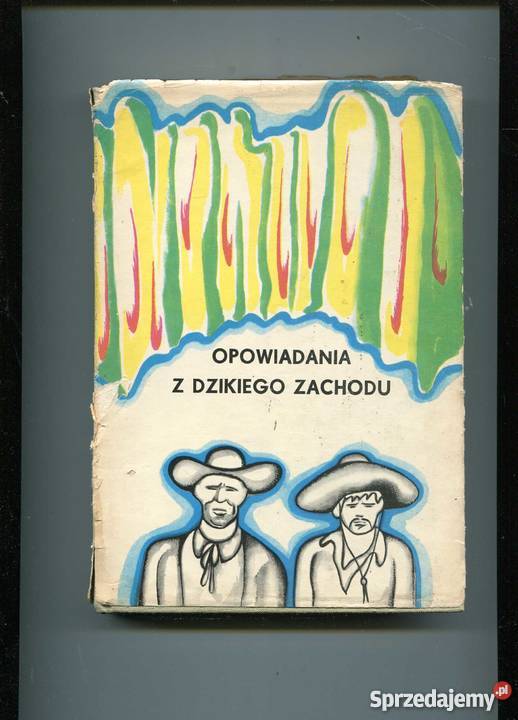 OPOWIADANIA
Z DZIKIEGO ZACHODU
Sprzedajemy.pl